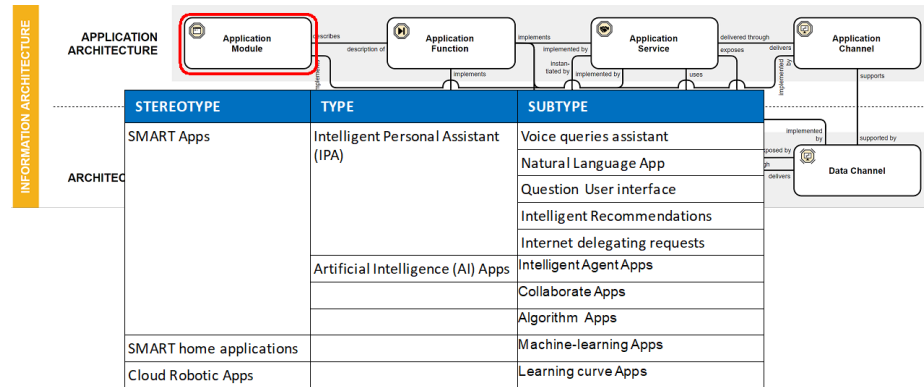 INFORMATION ARCHITECTURE
APPLICATION
ARCHITECTURE
Application
Module
describes
description of
Application
Function
implements
implemented by
instan-
tiated by
implemented by
implements
Application
Service
delivered through
exposes
delivers
implemented
by
uses
Application
Channel
supports
STEREOTYPE TYPE SUBTYPE
SMART Apps Intelligent Personal Assistant
(IPA)
Voice queries assistant
Natural Language App
Question User interface
Intelligent Recommendations
Internet delegating requests
Artificial Intelligence (AI) Apps Intelligent Agent Apps
Collaborate Apps
Algorithm Apps
SMART home applications Machine-learning Apps
Cloud Robotic Apps Learning curve Apps
implemented
by
supported by
delivers
Data Channel